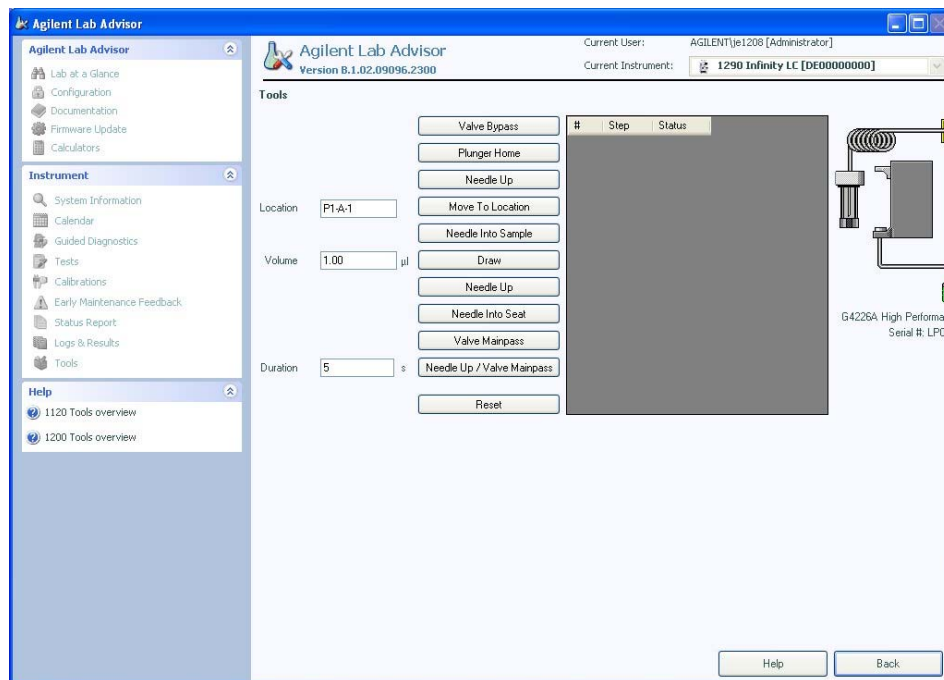 Agilent Lab Advisor
Agilent Lab Advisor
Lab at a Glance
Configuration
Documentation
Firmware Update
Calculators
Instrument
System Information
Calendar
Guided Diagnostics
Tests
Calibrations
Early Maintenance Feedback
Status Report
Logs & Results
Tools
Help
1120 Tools overview
1200 Tools overview
Agilent Lab Advisor
Version B.1.02.09096.2300
Current User: AGILENT\je1208 [Administrator]
Current Instrument: 1290 Infinity LC [DE00000000]
Tools
Valve Bypass
Plunger Home
Needle Up
Location P1-A-1 Move To Location
Needle Into Sample
Volume 1.00 µl Draw
Needle Up
Needle Into Seat
Valve Mainpass
Duration 5 s Needle Up / Valve Mainpass
Reset
# Step Status
G4226A High Performa
Serial #: LP
Help Back